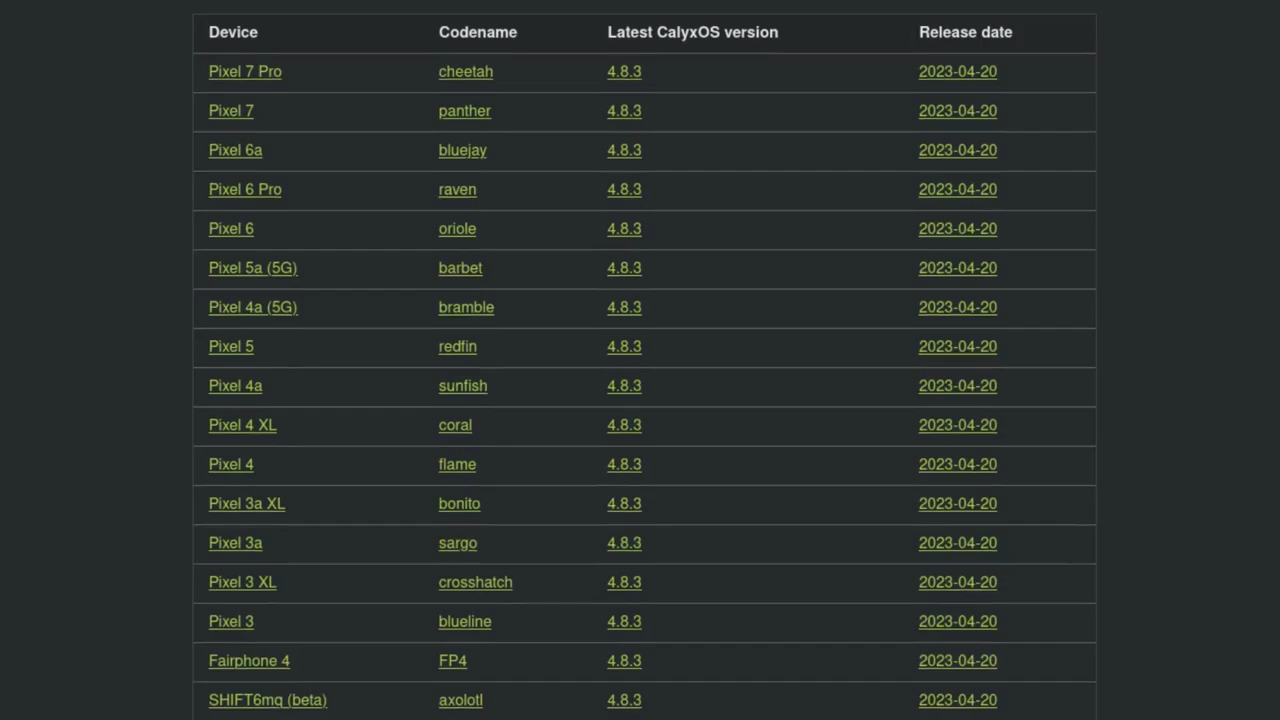 Device Codename Latest CalyxOS version Release date
Pixel 7 Pro cheetah 4.8.3 2023-04-20
Pixel 7 panther 4.8.3 2023-04-20
Pixel 6a bluejay 4.8.3 2023-04-20
Pixel 6 Pro raven 4.8.3 2023-04-20
Pixel 6 oriole 4.8.3 2023-04-20
Pixel 5a (5G) barbet 4.8.3 2023-04-20
Pixel 4a (5G) bramble 4.8.3 2023-04-20
Pixel 5 redfin 4.8.3 2023-04-20
Pixel 4a sunfish 4.8.3 2023-04-20
Pixel 4 XL coral 4.8.3 2023-04-20
Pixel 4 flame 4.8.3 2023-04-20
Pixel 3a XL bonito 4.8.3 2023-04-20
Pixel 3a sargo 4.8.3 2023-04-20
Pixel 3 XL crosshatch 4.8.3 2023-04-20
Pixel 3 blueline 4.8.3 2023-04-20
Fairphone 4 FP4 4.8.3 2023-04-20
SHIFT6mq (beta) axolotl 4.8.3 2023-04-20